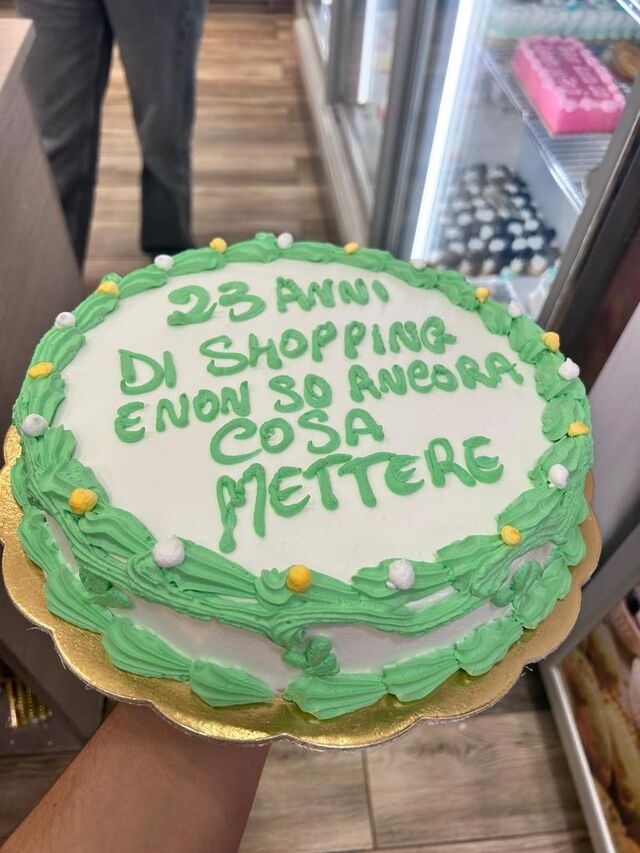 23 ANNI
DI SHOPPING
E NON SO ANCORA
COSA
METTERE